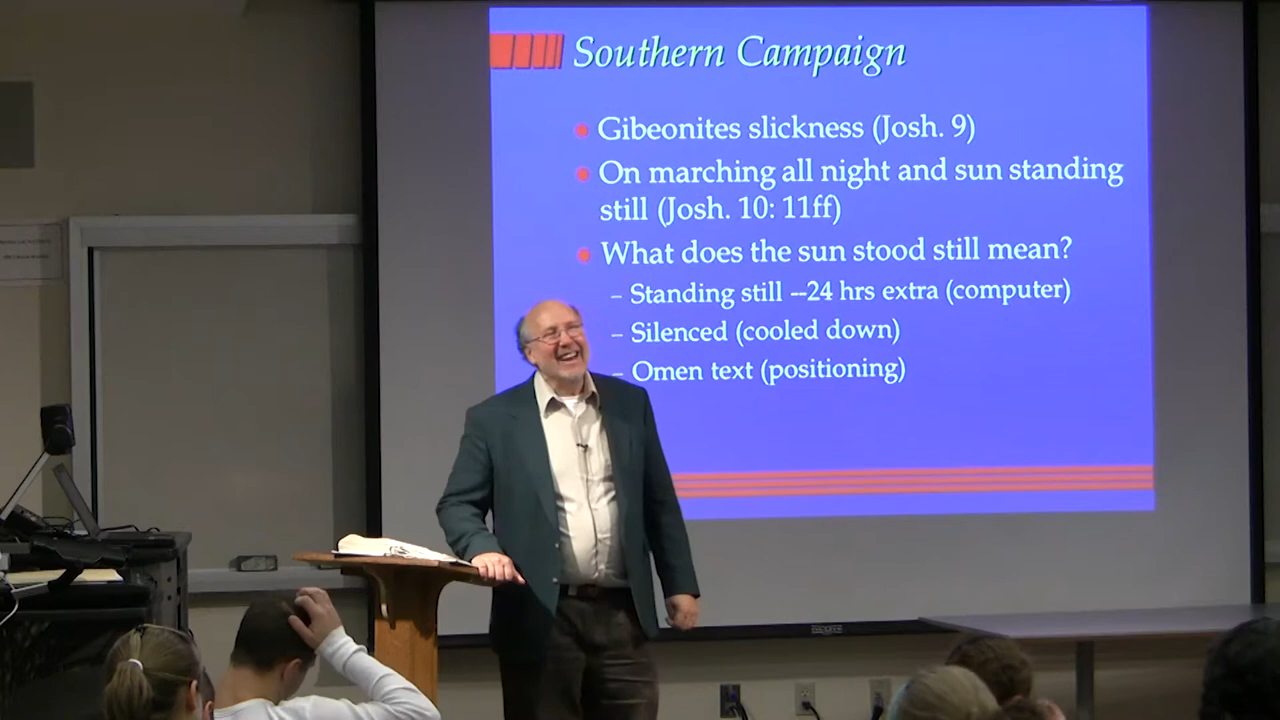 Southern Campaign
Gibeonites slickness (Josh. 9)
On marching all night and sun standing
still (Josh. 10: 11ff)
What does the sun stood still mean?
– Standing still --24 hrs extra (computer)
– Silenced (cooled down)
– Omen text (positioning)